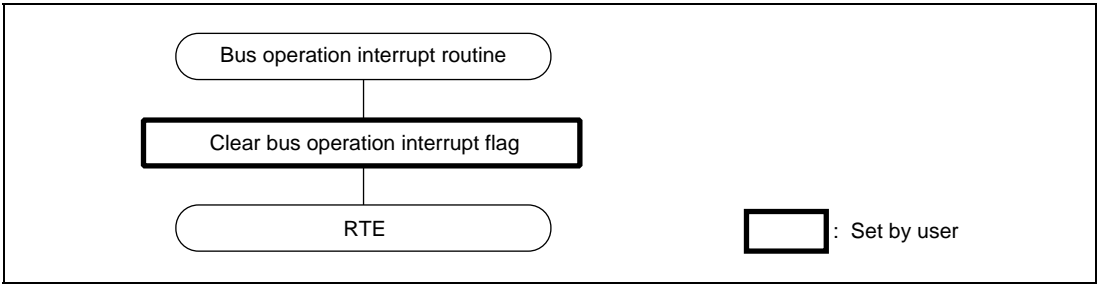 Bus operation interrupt routine
Clear bus operation interrupt flag
RTE
: Set by user